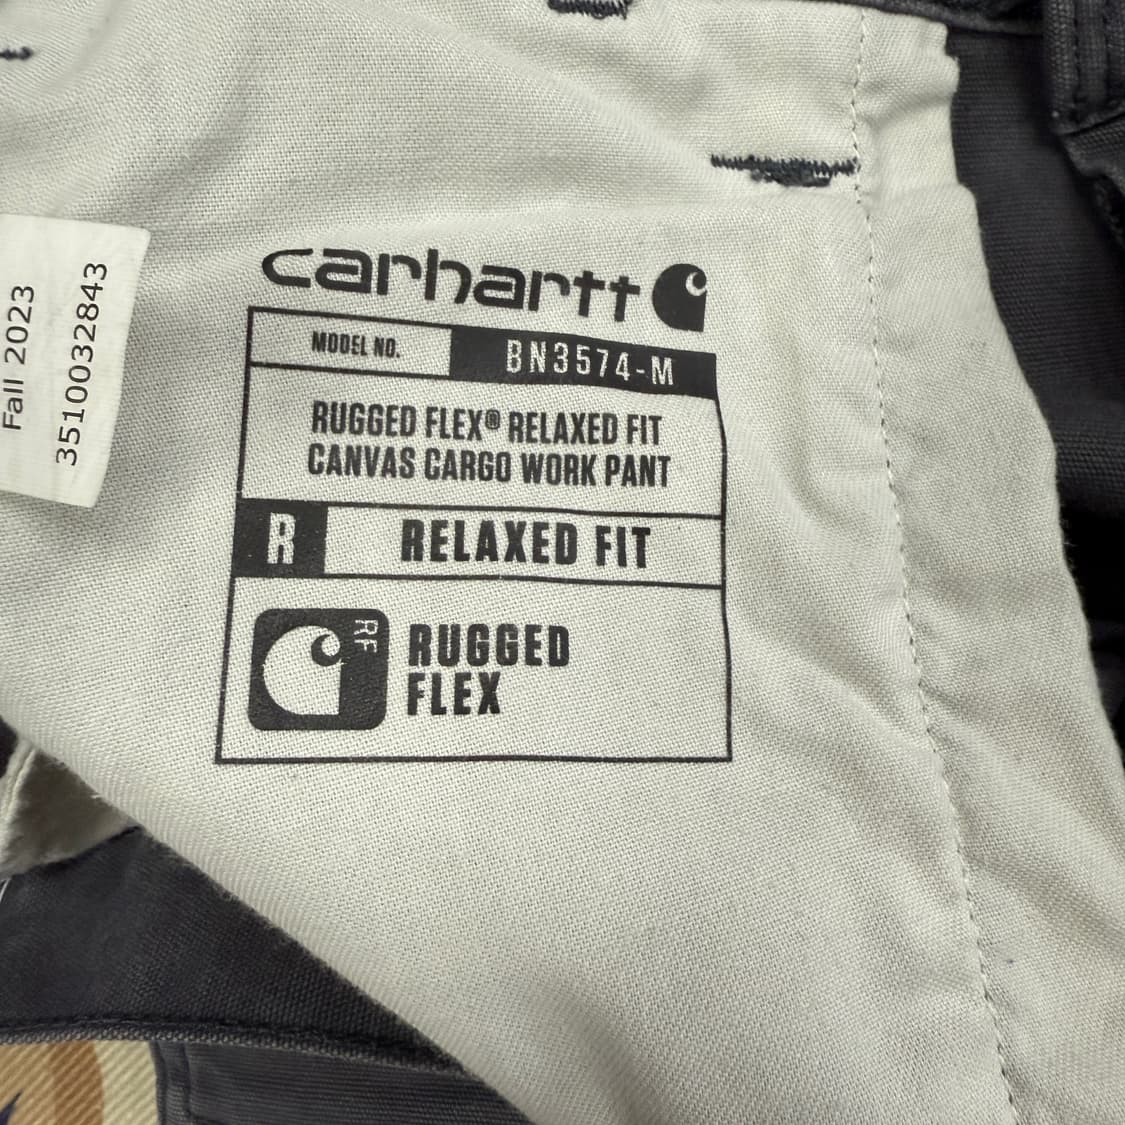 Fall 2023
3510032843
carhartt
MODEL NO.
BN3574-M
RUGGED FLEX® RELAXED FIT
CANVAS CARGO WORK PANT
R
RELAXED FIT
RF
RUGGED
FLEX